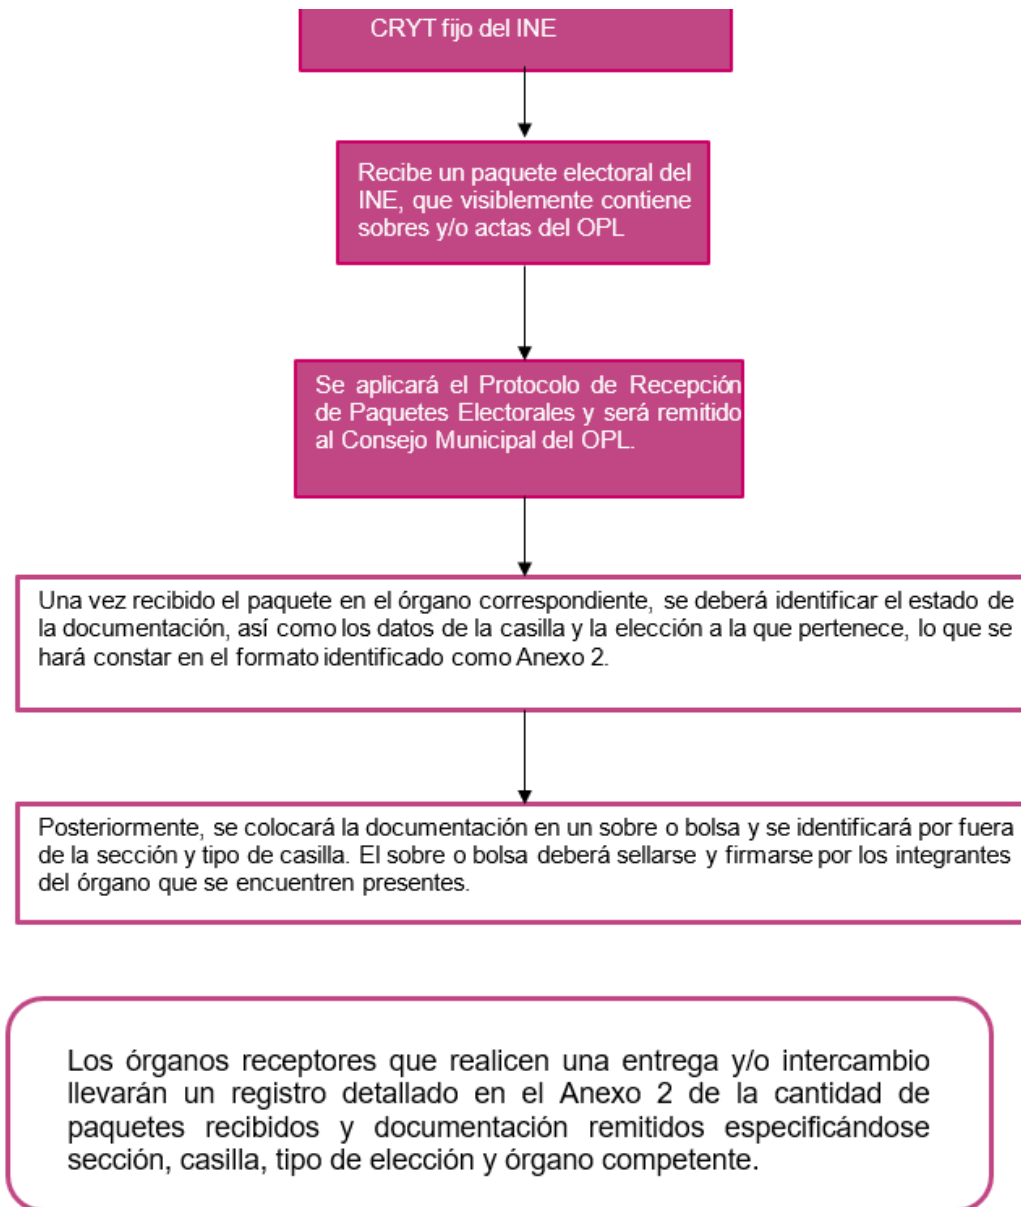 CRYT fijo del INE
Recibe un paquete electoral del
INE, que visiblemente contiene
sobres y/o actas del OPL
Se aplicará el Protocolo de Recepción
de Paquetes Electorales y será remitido
al Consejo Municipal del OPL.
Una vez recibido el paquete en el órgano correspondiente, se deberá identificar el estado de
la documentación, así como los datos de la casilla y la elección a la que pertenece, lo que se
hará constar en el formato identificado como Anexo 2.
Posteriormente, se colocará la documentación en un sobre o bolsa y se identificará por fuera
de la sección y tipo de casilla. El sobre o bolsa deberá sellarse y firmarse por los integrantes
del órgano que se encuentren presentes.
Los órganos receptores que realicen una entrega y/o intercambio
llevarán un registro detallado en el Anexo 2 de la cantidad de
paquetes recibidos y documentación remitidos especificándose
sección, casilla, tipo de elección y órgano competente.